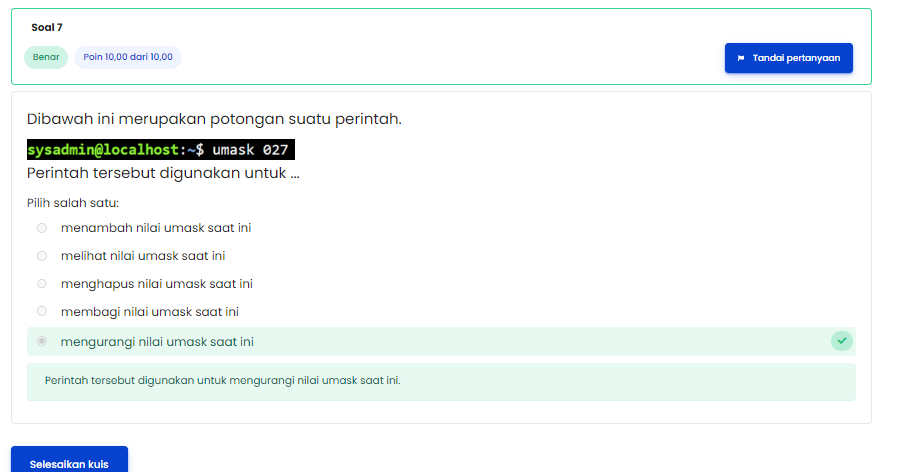 Soal 7
Benar
Poin 10,00 dari 10,00
Tandai pertanyaan
Dibawah ini merupakan potongan suatu perintah.
sysadmin@localhost:~$ umask 027
Perintah tersebut digunakan untuk ...
Pilih salah satu:
menambah nilai umask saat ini
melihat nilai umask saat ini
menghapus nilai umask saat ini
membagi nilai umask saat ini
mengurangi nilai umask saat ini
Perintah tersebut digunakan untuk mengurangi nilai umask saat ini.
Selesaikan kuis